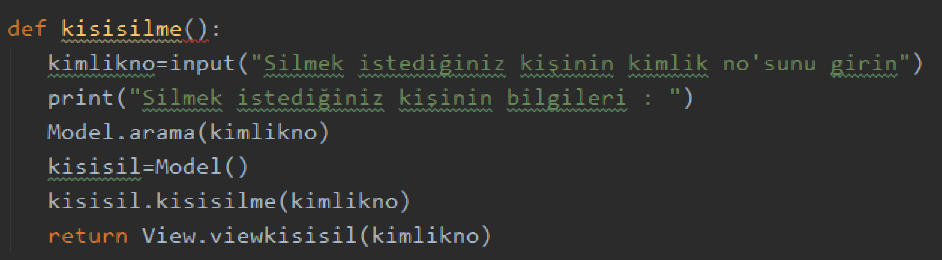 def kisisilme():
    kimlikno=input("Silmek istediğiniz kişinin kimlik no'sunu girin")
    print("Silmek istediğiniz kişinin bilgileri : ")
    Model.arama(kimlikno)
    kisisil=Model()
    kisisil.kisisilme(kimlikno)
    return View.viewkisisil(kimlikno)